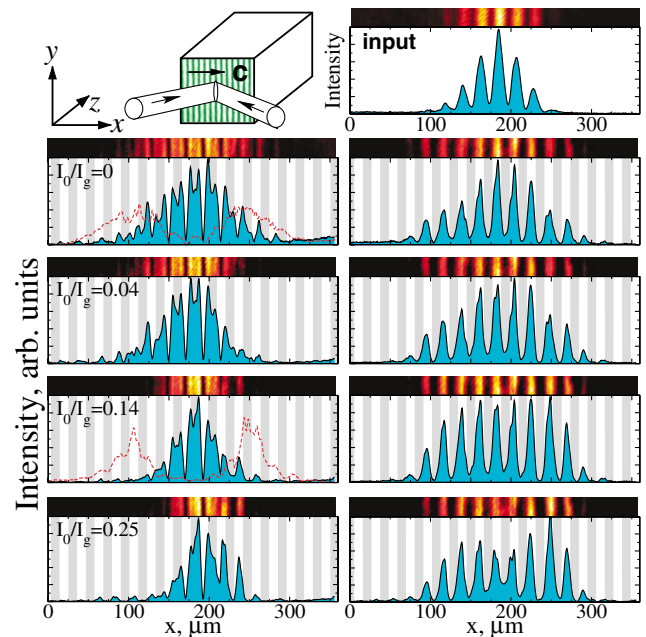 y
z
x
C
input
Intensity
0 100 200 300
I0/Ig=0
I0/Ig=0.04
I0/Ig=0.14
I0/Ig=0.25
Intensity, arb. units
0 100 200 300
x, μm
0 100 200 300
x, μm